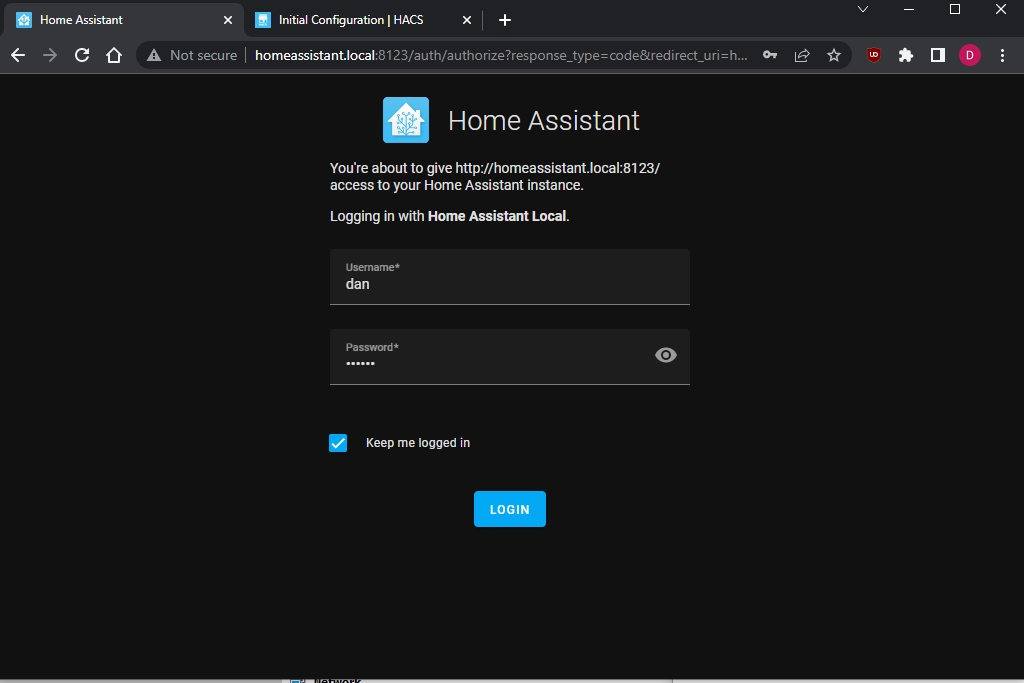 Home Assistant
Initial Configuration | HACS
Not secure
homeassistant.local:8123/auth/authorize?response_type=code&redirect_uri=h...
UD
D
Home Assistant
You're about to give http://homeassistant.local:8123/
access to your Home Assistant instance.
Logging in with Home Assistant Local.
Username*
dan
Password*
••••••
Keep me logged in
LOGIN
Network